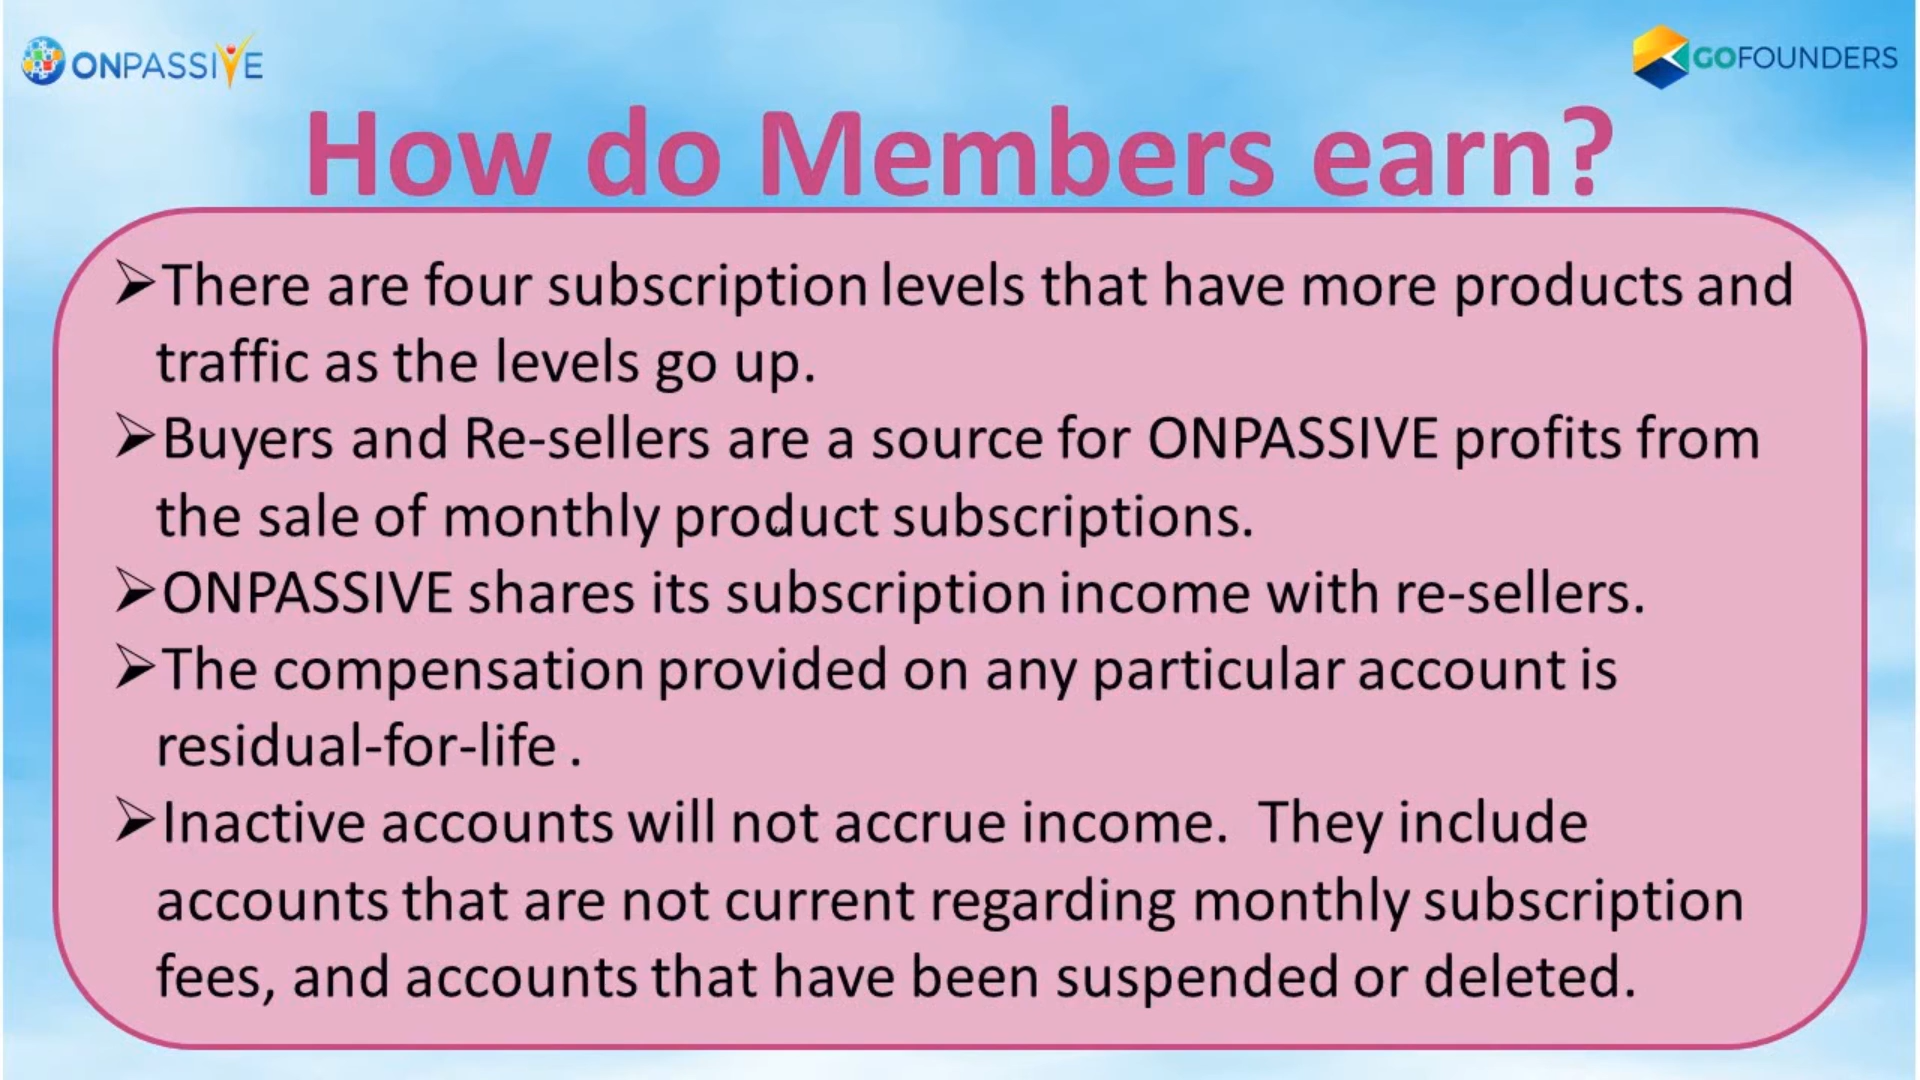 ONPASSIVE
GOFOUNDERS
How do Members earn?
➢There are four subscription levels that have more products and
traffic as the levels go up.
➢Buyers and Re-sellers are a source for ONPASSIVE profits from
the sale of monthly product subscriptions.
➢ONPASSIVE shares its subscription income with re-sellers.
➢The compensation provided on any particular account is
residual-for-life .
➢Inactive accounts will not accrue income.  They include
accounts that are not current regarding monthly subscription
fees, and accounts that have been suspended or deleted.